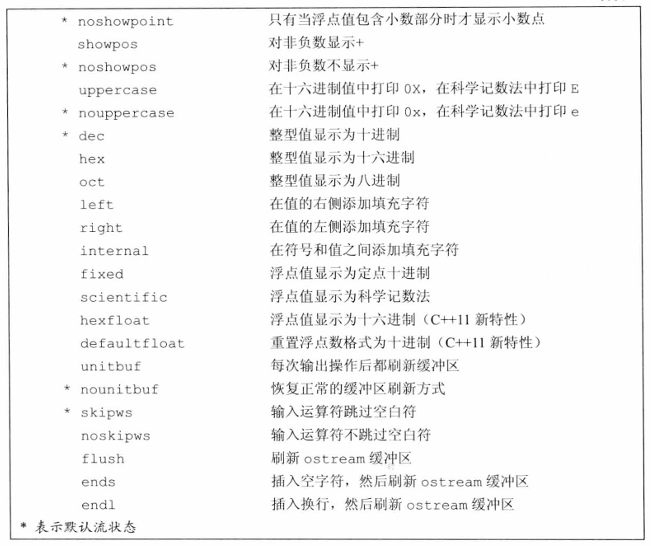 * noshowpoint 只有当浮点值包含小数部分时才显示小数点
showpos 对非负数显示+
* noshowpos 对非负数不显示+
uppercase 在十六进制值中打印 0X，在科学记数法中打印 E
* nouppercase 在十六进制值中打印 0x，在科学记数法中打印 e
* dec 整型值显示为十进制
hex 整型值显示为十六进制
oct 整型值显示为八进制
left 在值的右侧添加填充字符
right 在值的左侧添加填充字符
internal 在符号和值之间添加填充字符
fixed 浮点值显示为定点十进制
scientific 浮点值显示为科学记数法
hexfloat 浮点值显示为十六进制（C++11 新特性）
defaultfloat 重置浮点数格式为十进制（C++11 新特性）
unitbuf 每次输出操作后都刷新缓冲区
* nounitbuf 恢复正常的缓冲区刷新方式
* skipws 输入运算符跳过空白符
noskipws 输入运算符不跳过空白符
flush 刷新 ostream 缓冲区
ends 插入空字符，然后刷新 ostream 缓冲区
endl 插入换行，然后刷新 ostream 缓冲区
* 表示默认流状态